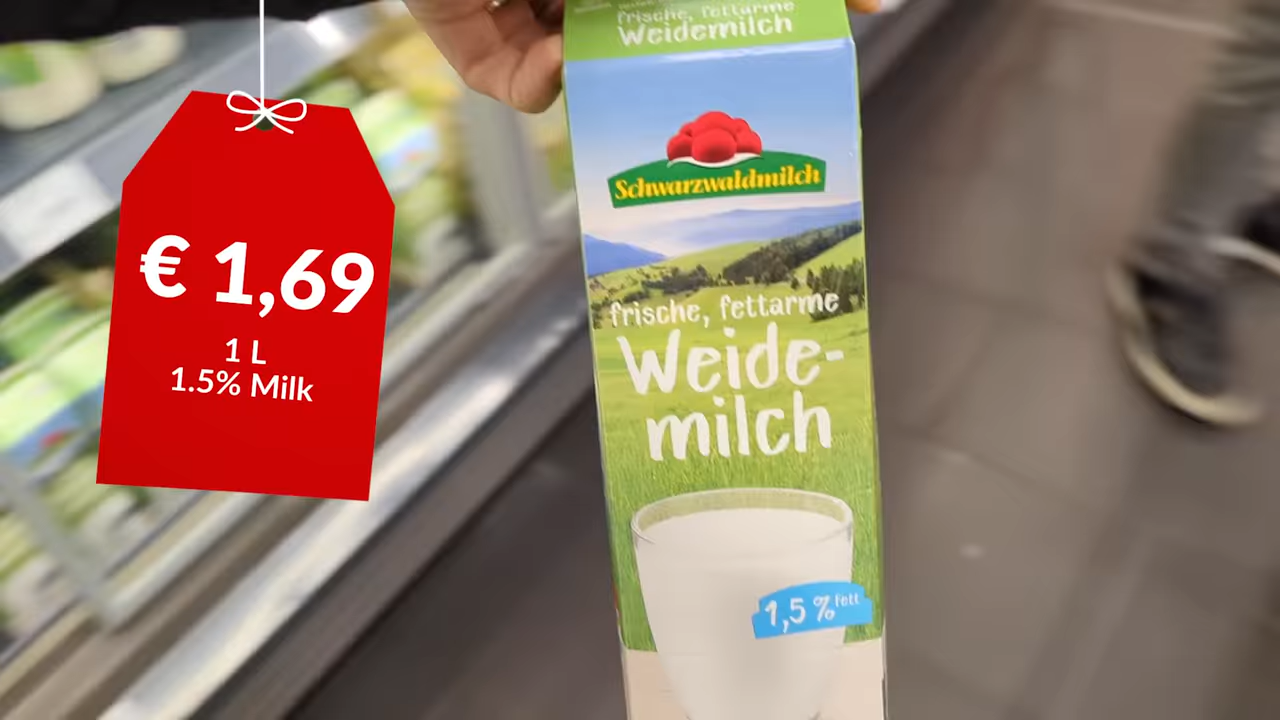 € 1,69
1 L
1.5% Milk
frische, fettarme
Weidemilch
Schwarzwaldmilch
frische, fettarme
Weide-
milch
1,5 % fett